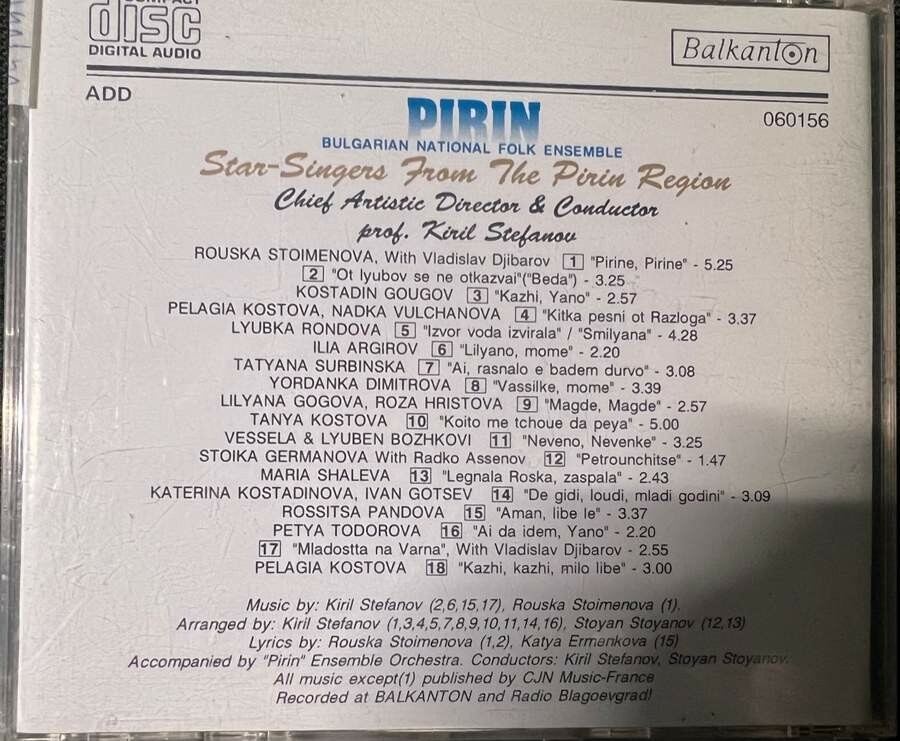 COMPACT
disc
DIGITAL AUDIO
Balkanton
ADD
060156
PIRIN
BULGARIAN NATIONAL FOLK ENSEMBLE
Star-Singers From The Pirin Region
Chief Artistic Director & Conductor
prof. Kiril Stefanov
ROUSKA STOIMENOVA, With Vladislav Djibarov 1 "Pirine, Pirine" - 5.25
2 "Ot lyubov se ne otkazvai"("Beda") - 3.25
KOSTADIN GOUGOV 3 "Kazhi, Yano" - 2.57
PELAGIA KOSTOVA, NADKA VULCHANOVA 4 "Kitka pesni ot Razloga" - 3.37
LYUBKA RONDOVA 5 "Izvor voda izvirala" / "Smilyana" - 4.28
ILIA ARGIROV 6 "Lilyano, mome" - 2.20
TATYANA SURBINSKA 7 "Ai, rasnalo e badem durvo" - 3.08
YORDANKA DIMITROVA 8 "Vassilke, mome" - 3.39
LILYANA GOGOVA, ROZA HRISTOVA 9 "Magde, Magde" - 2.57
TANYA KOSTOVA 10 "Koito me tchoue da peya" - 5.00
VESSELA & LYUBEN BOZHKOVI 11 "Neveno, Nevenke" - 3.25
STOIKA GERMANOVA With Radko Assenov 12 "Petrounchitse" - 1.47
MARIA SHALEVA 13 "Legnala Roska, zaspala" - 2.43
KATERINA KOSTADINOVA, IVAN GOTSEV 14 "De gidi, loudi, mladi godini" - 3.09
ROSSITSA PANDOVA 15 "Aman, libe le" - 3.37
PETYA TODOROVA 16 "Ai da idem, Yano" - 2.20
17 "Mladostta na Varna", With Vladislav Djibarov - 2.55
PELAGIA KOSTOVA 18 "Kazhi, kazhi, milo libe" - 3.00
Music by: Kiril Stefanov (2,6,15,17), Rouska Stoimenova (1).
Arranged by: Kiril Stefanov (1,3,4,5,7,8,9,10,11,14,16), Stoyan Stoyanov (12,13)
Lyrics by: Rouska Stoimenova (1,2), Katya Ermenkova (15)
Accompanied by "Pirin" Ensemble Orchestra. Conductors: Kiril Stefanov, Stoyan Stoyanov.
All music except(1) published by CJN Music-France
Recorded at BALKANTON and Radio Blagoevgrad!